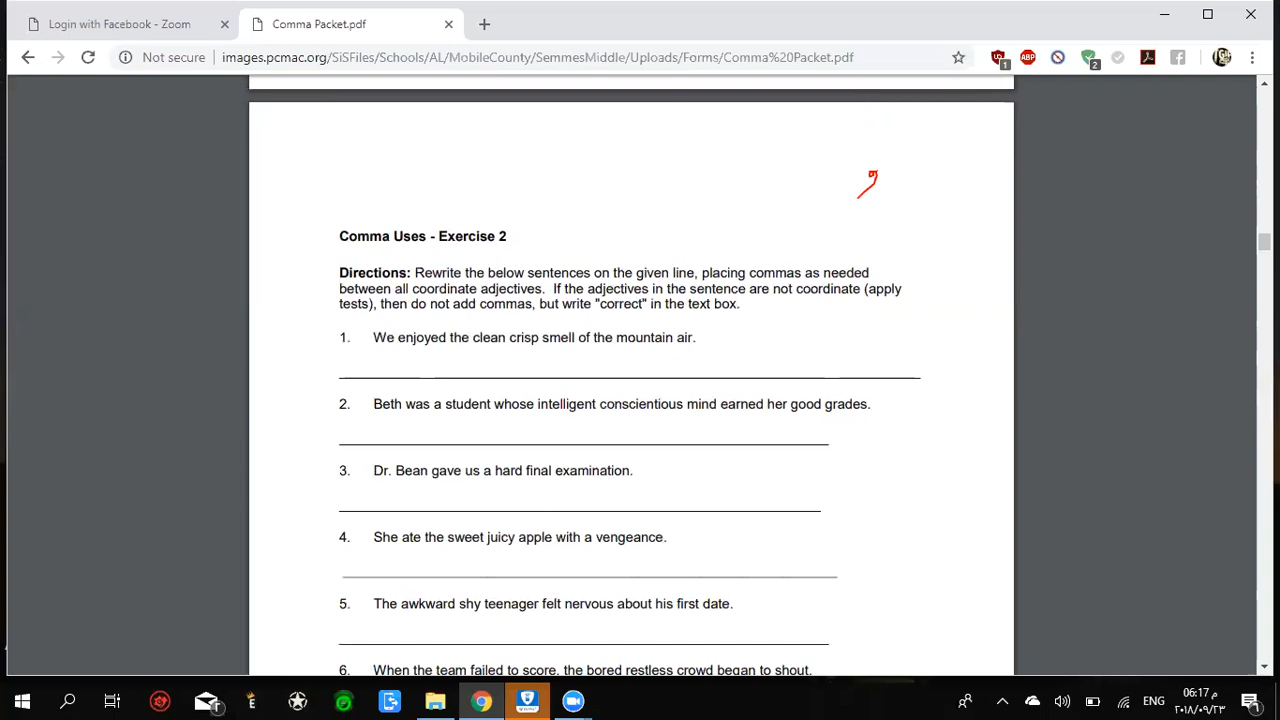 Login with Facebook - Zoom
Comma Packet.pdf
Not secure
images.pcmac.org/SiSFiles/Schools/AL/MobileCounty/SemmesMiddle/Uploads/Forms/Comma%20Packet.pdf
1
ABP
2
Comma Uses - Exercise 2
Directions: Rewrite the below sentences on the given line, placing commas as needed
between all coordinate adjectives. If the adjectives in the sentence are not coordinate (apply
tests), then do not add commas, but write "correct" in the text box.
1. We enjoyed the clean crisp smell of the mountain air.
2. Beth was a student whose intelligent conscientious mind earned her good grades.
3. Dr. Bean gave us a hard final examination.
4. She ate the sweet juicy apple with a vengeance.
5. The awkward shy teenager felt nervous about his first date.
6. When the team failed to score, the bored restless crowd began to shout.
ENG
06:17 م
٢٠١٨/٠٩/٢٣